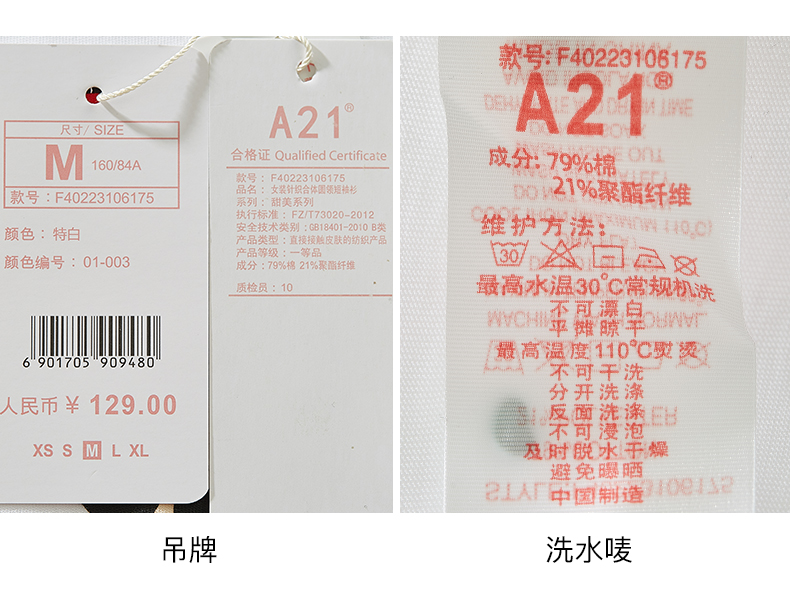 尺寸/ SIZE
M 160/84A
款号：F40223106175
颜色： 特白
颜色编号： 01-003
6 901705 909480
人民币 ¥ 129.00
XS S M L XL
A21®
合格证 Qualified Certificate
款号： F40223106175
品名： 女装针织合体圆领短袖衫
系列： 甜美系列
执行标准： FZ/T73020-2012
安全技术类别：GB18401-2010 B类
产品类型：直接接触皮肤的纺织产品
产品等级：一等品
成分：79%棉 21%聚酯纤维
质检员：10
吊牌
款号: F40223106175
A21®
成分: 79%棉
21%聚酯纤维
维护方法:
30
最高水温30℃常规机洗
不可漂白
平摊晾干
最高温度110℃熨烫
不可干洗
分开洗涤
反面洗涤
不可浸泡
及时脱水干燥
避免曝晒
中国制造
洗水唛